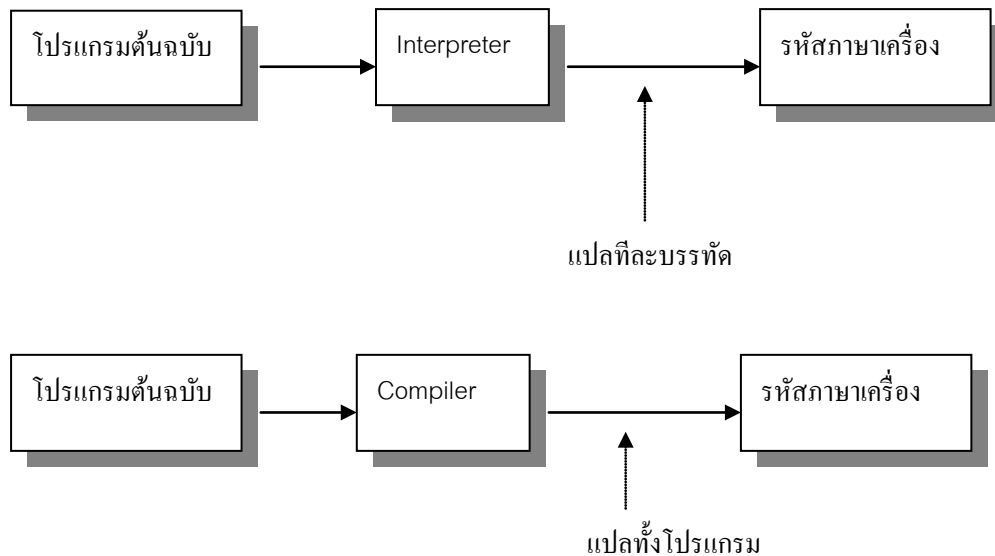 โปรแกรมต้นฉบับ
Interpreter
รหัสภาษาเครื่อง
แปลทีละบรรทัด
โปรแกรมต้นฉบับ
Compiler
รหัสภาษาเครื่อง
แปลทั้งโปรแกรม